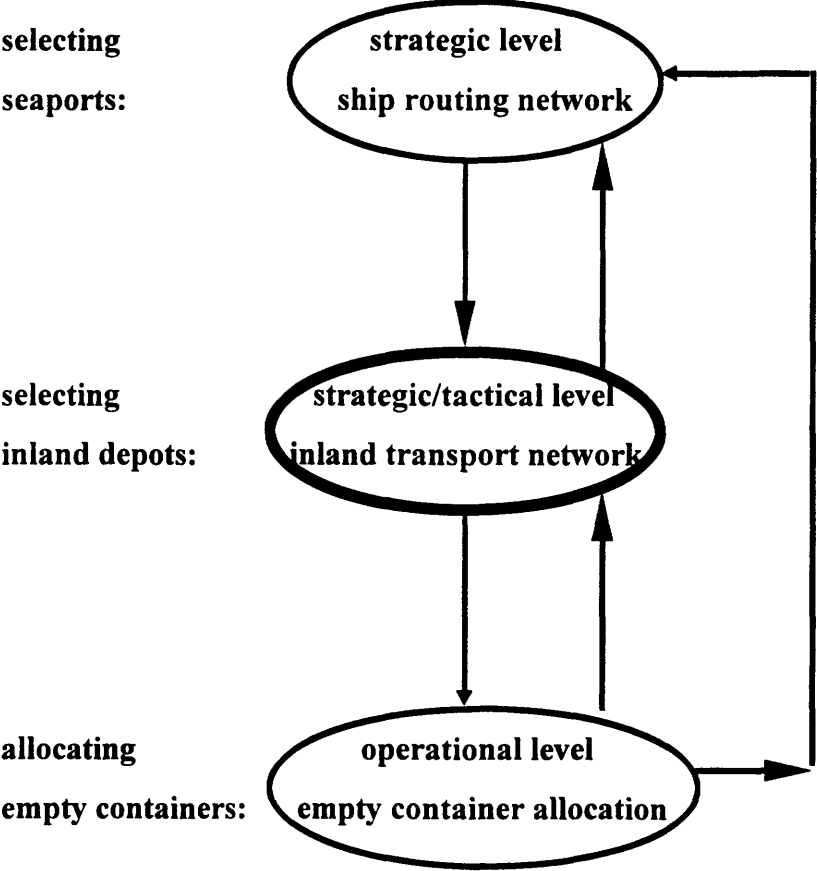 selecting strategic level
seaports: ship routing network
selecting strategic/tactical level
inland depots: inland transport network
allocating operational level
empty containers: empty container allocation